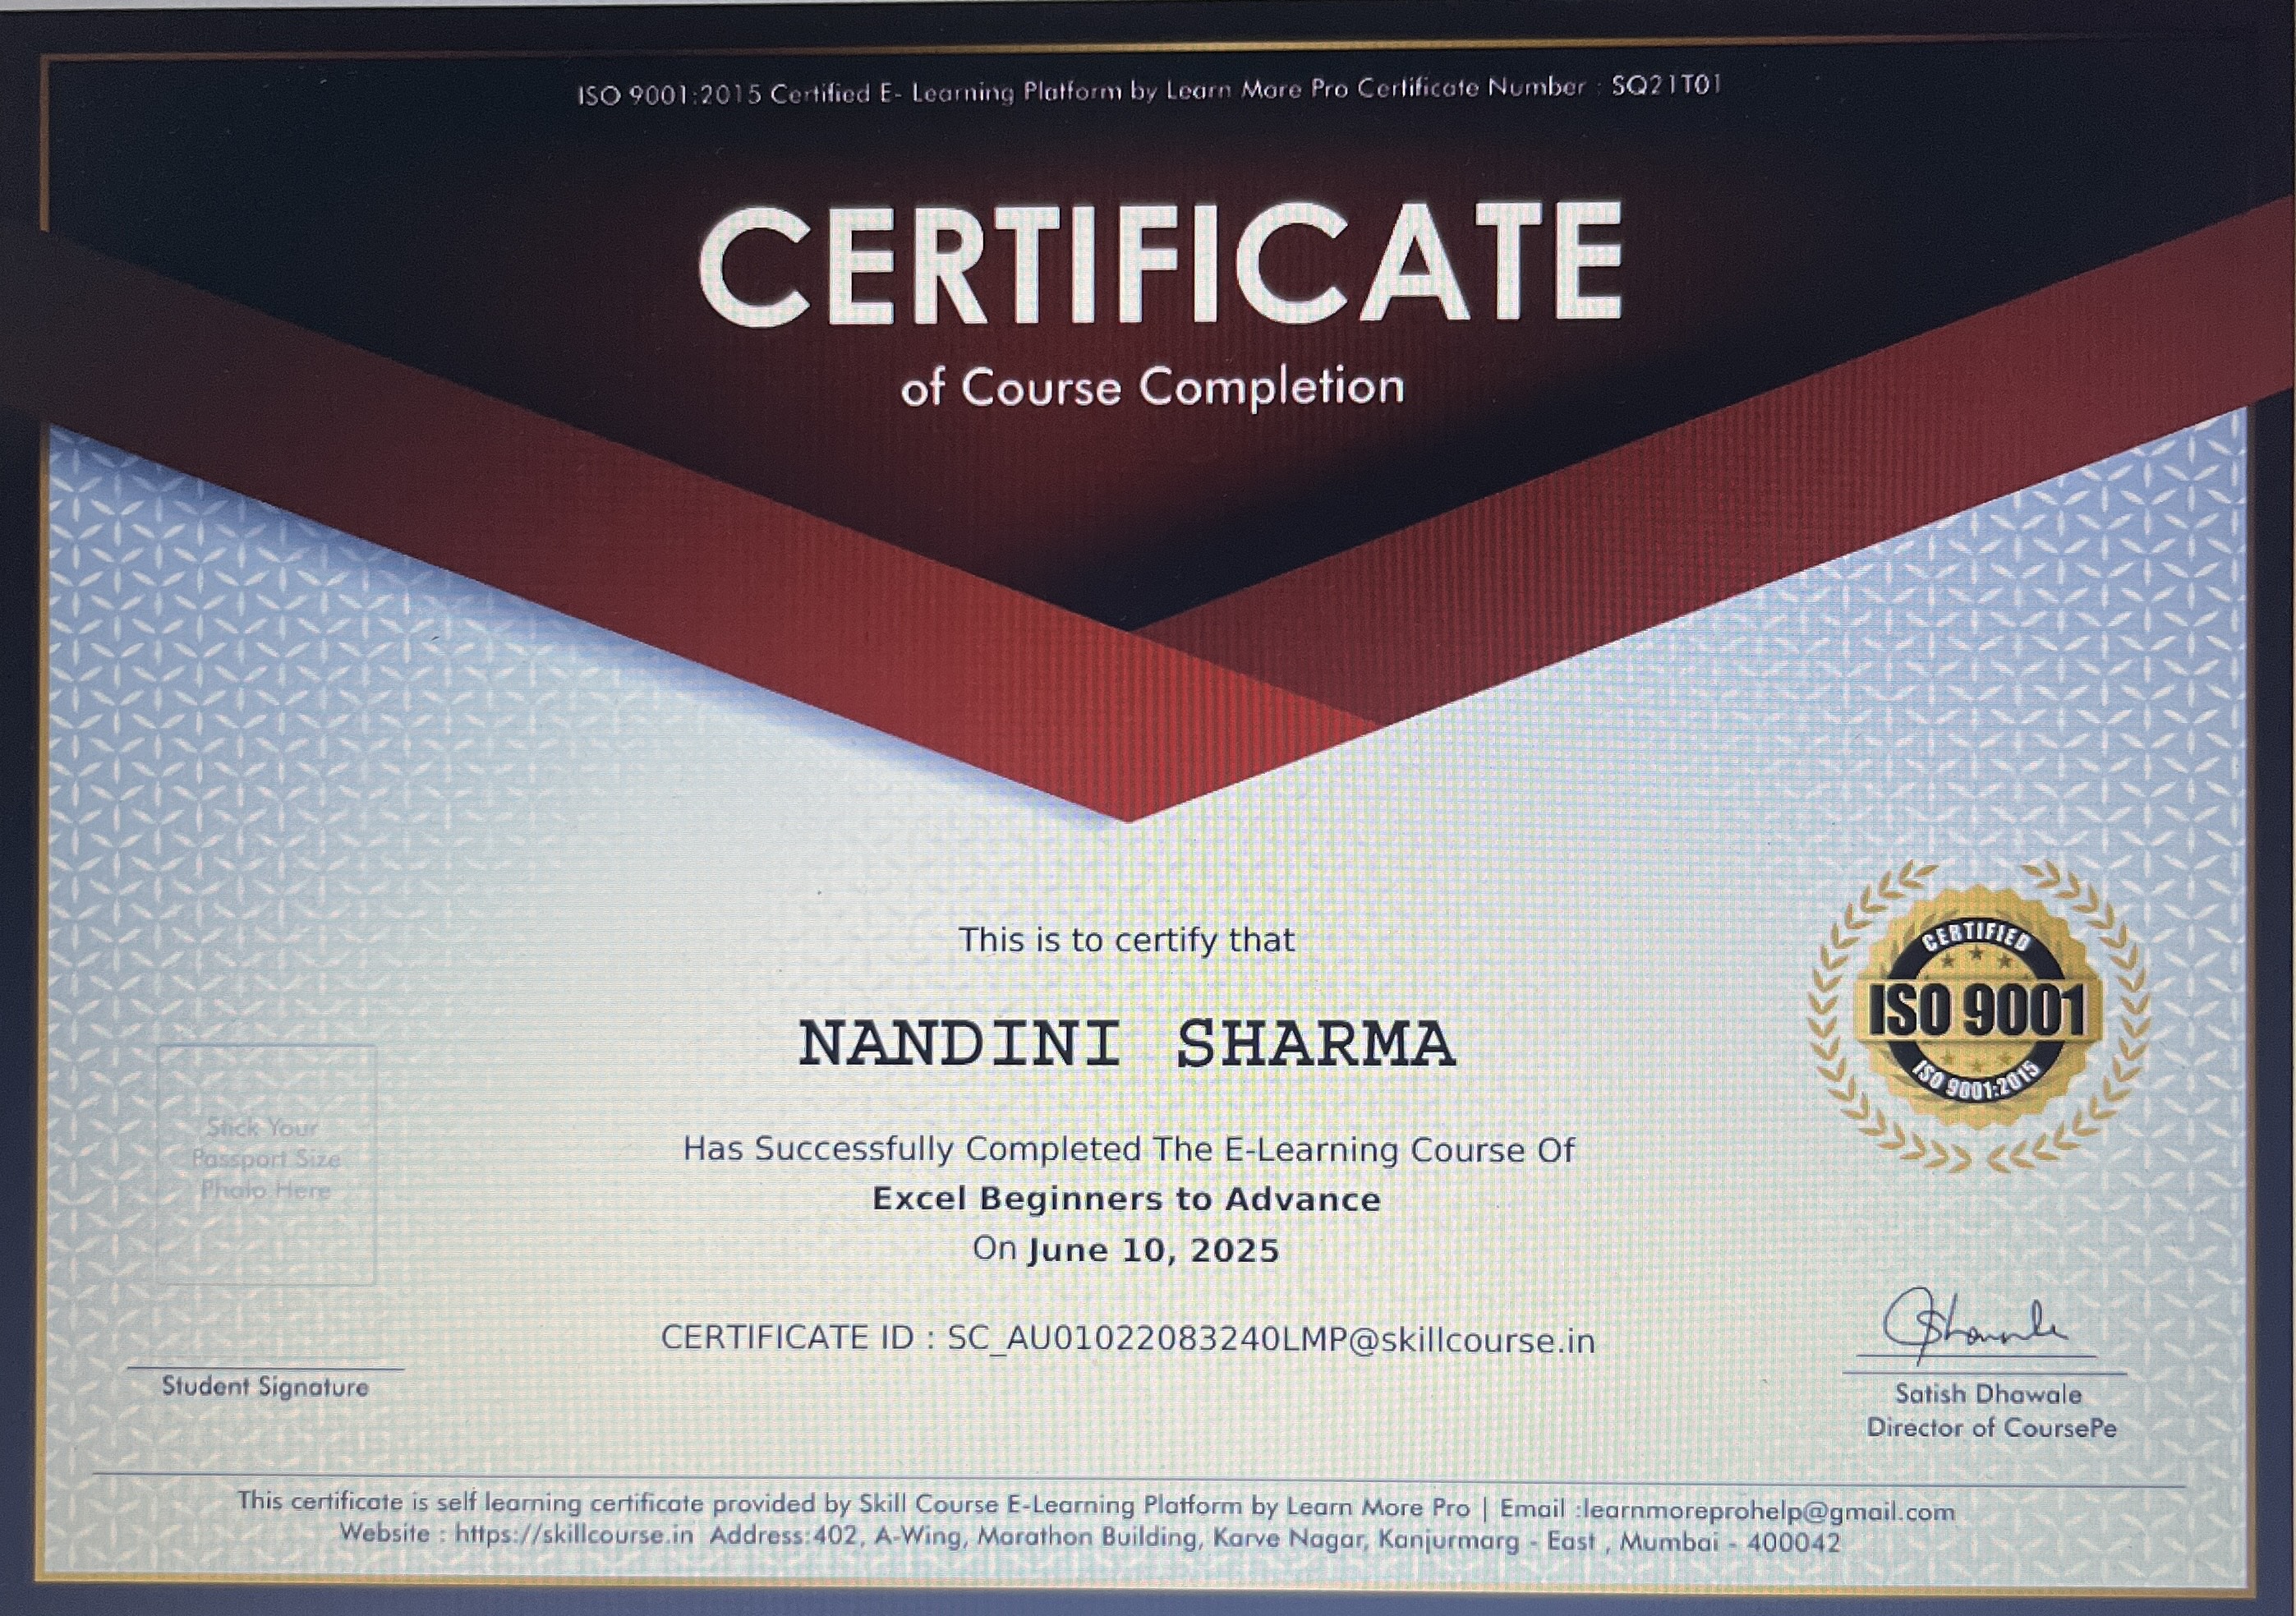 ISO 9001:2015 Certified E- Learning Platform by Learn More Pro Certificate Number : SQ21T01
CERTIFICATE
of Course Completion
This is to certify that
NANDINI SHARMA
Has Successfully Completed The E-Learning Course Of
Excel Beginners to Advance
On June 10, 2025
CERTIFICATE ID : SC_AU01022083240LMP@skillcourse.in
CERTIFIED
ISO 9001
ISO 9001:2015
Stick Your
Passport Size
Photo Here
Student Signature
Satish Dhawale
Director of CoursePe
This certificate is self learning certificate provided by Skill Course E-Learning Platform by Learn More Pro | Email :learnmoreprohelp@gmail.com
Website : https://skillcourse.in Address:402, A-Wing, Marathon Building, Karve Nagar, Kanjurmarg - East , Mumbai - 400042